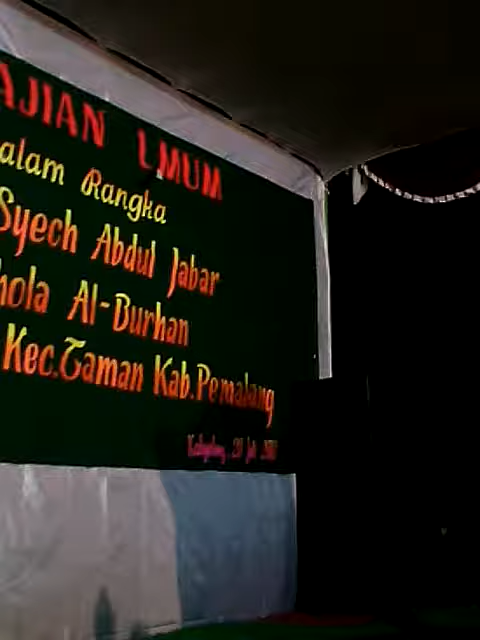 AJIAN UMUM
alam Rangka
Syech Abdul Jabar
hola Al-Burhan
Kec.Taman Kab.Pemalang